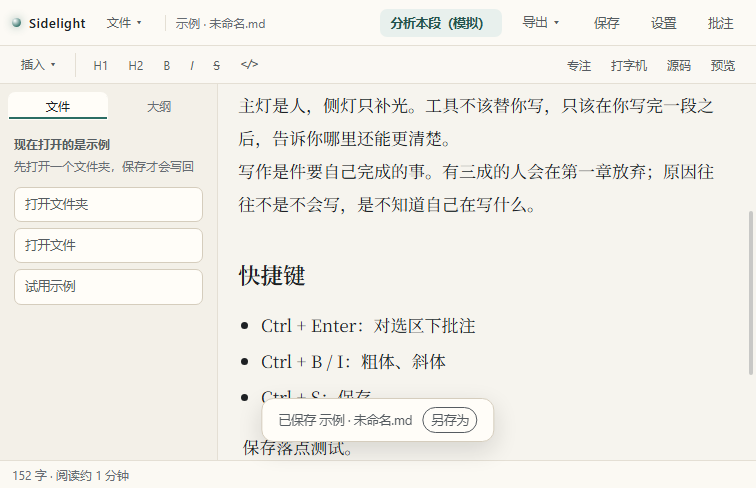 Sidelight 文件 示例 · 未命名.md 分析本段（模拟） 导出 保存 设置 批注
插入 H1 H2 B I S </> 专注 打字机 源码 预览
文件 大纲
现在打开的是示例
先打开一个文件夹，保存才会写回
打开文件夹
打开文件
试用示例
主灯是人，侧灯只补光。工具不该替你写，只该在你写完一段之
后，告诉你哪里还能更清楚。
写作是件要自己完成的事。有三成的人会在第一章放弃；原因往
往不是不会写，是不知道自己在写什么。
快捷键
Ctrl + Enter：对选区下批注
Ctrl + B / I：粗体、斜体
Ctrl + S：保存
已保存 示例 · 未命名.md 另存为
保存落点测试。
152 字 · 阅读约 1 分钟